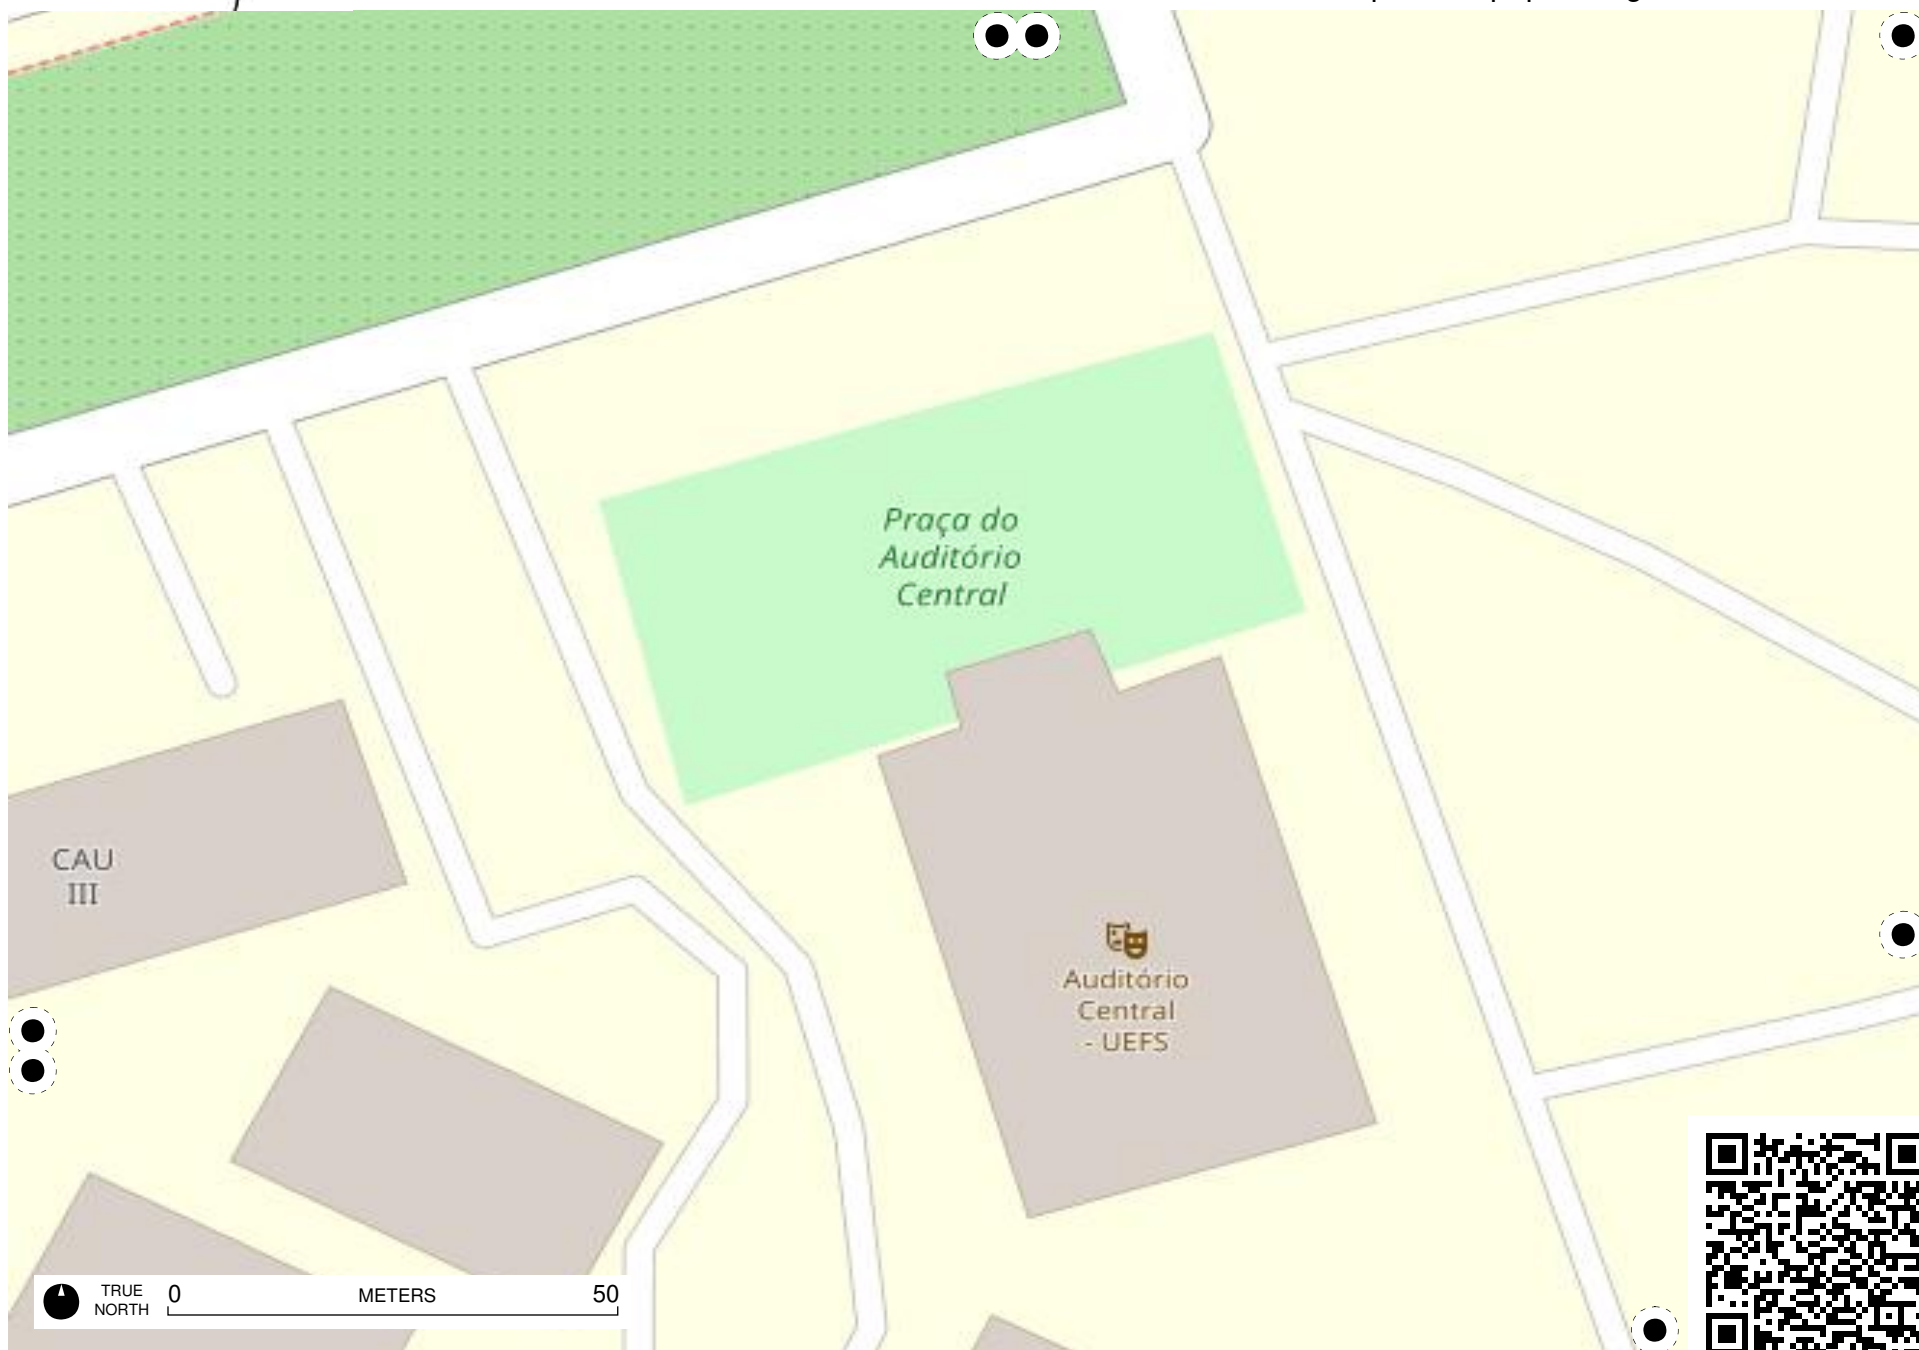 Praça do
Auditório
Central
CAU
III
Auditório
Central
- UEFS
TRUE
NORTH
0 METERS 50